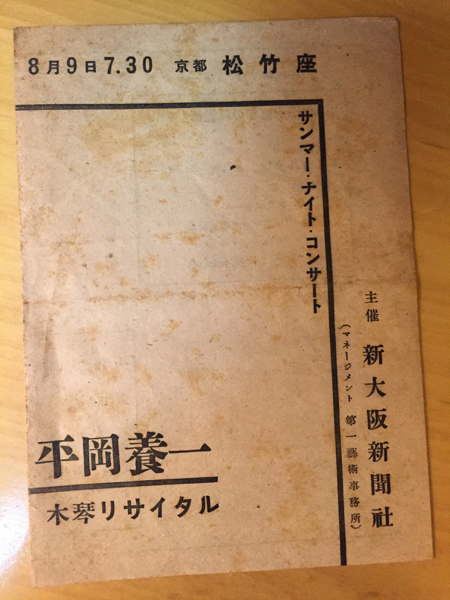 8月9日7.30 京都 松竹座
サンマー・ナイト・コンサート
主催 新大阪新聞社
(マネージメント 第一藝術事務所)
平岡養一
木琴リサイタル